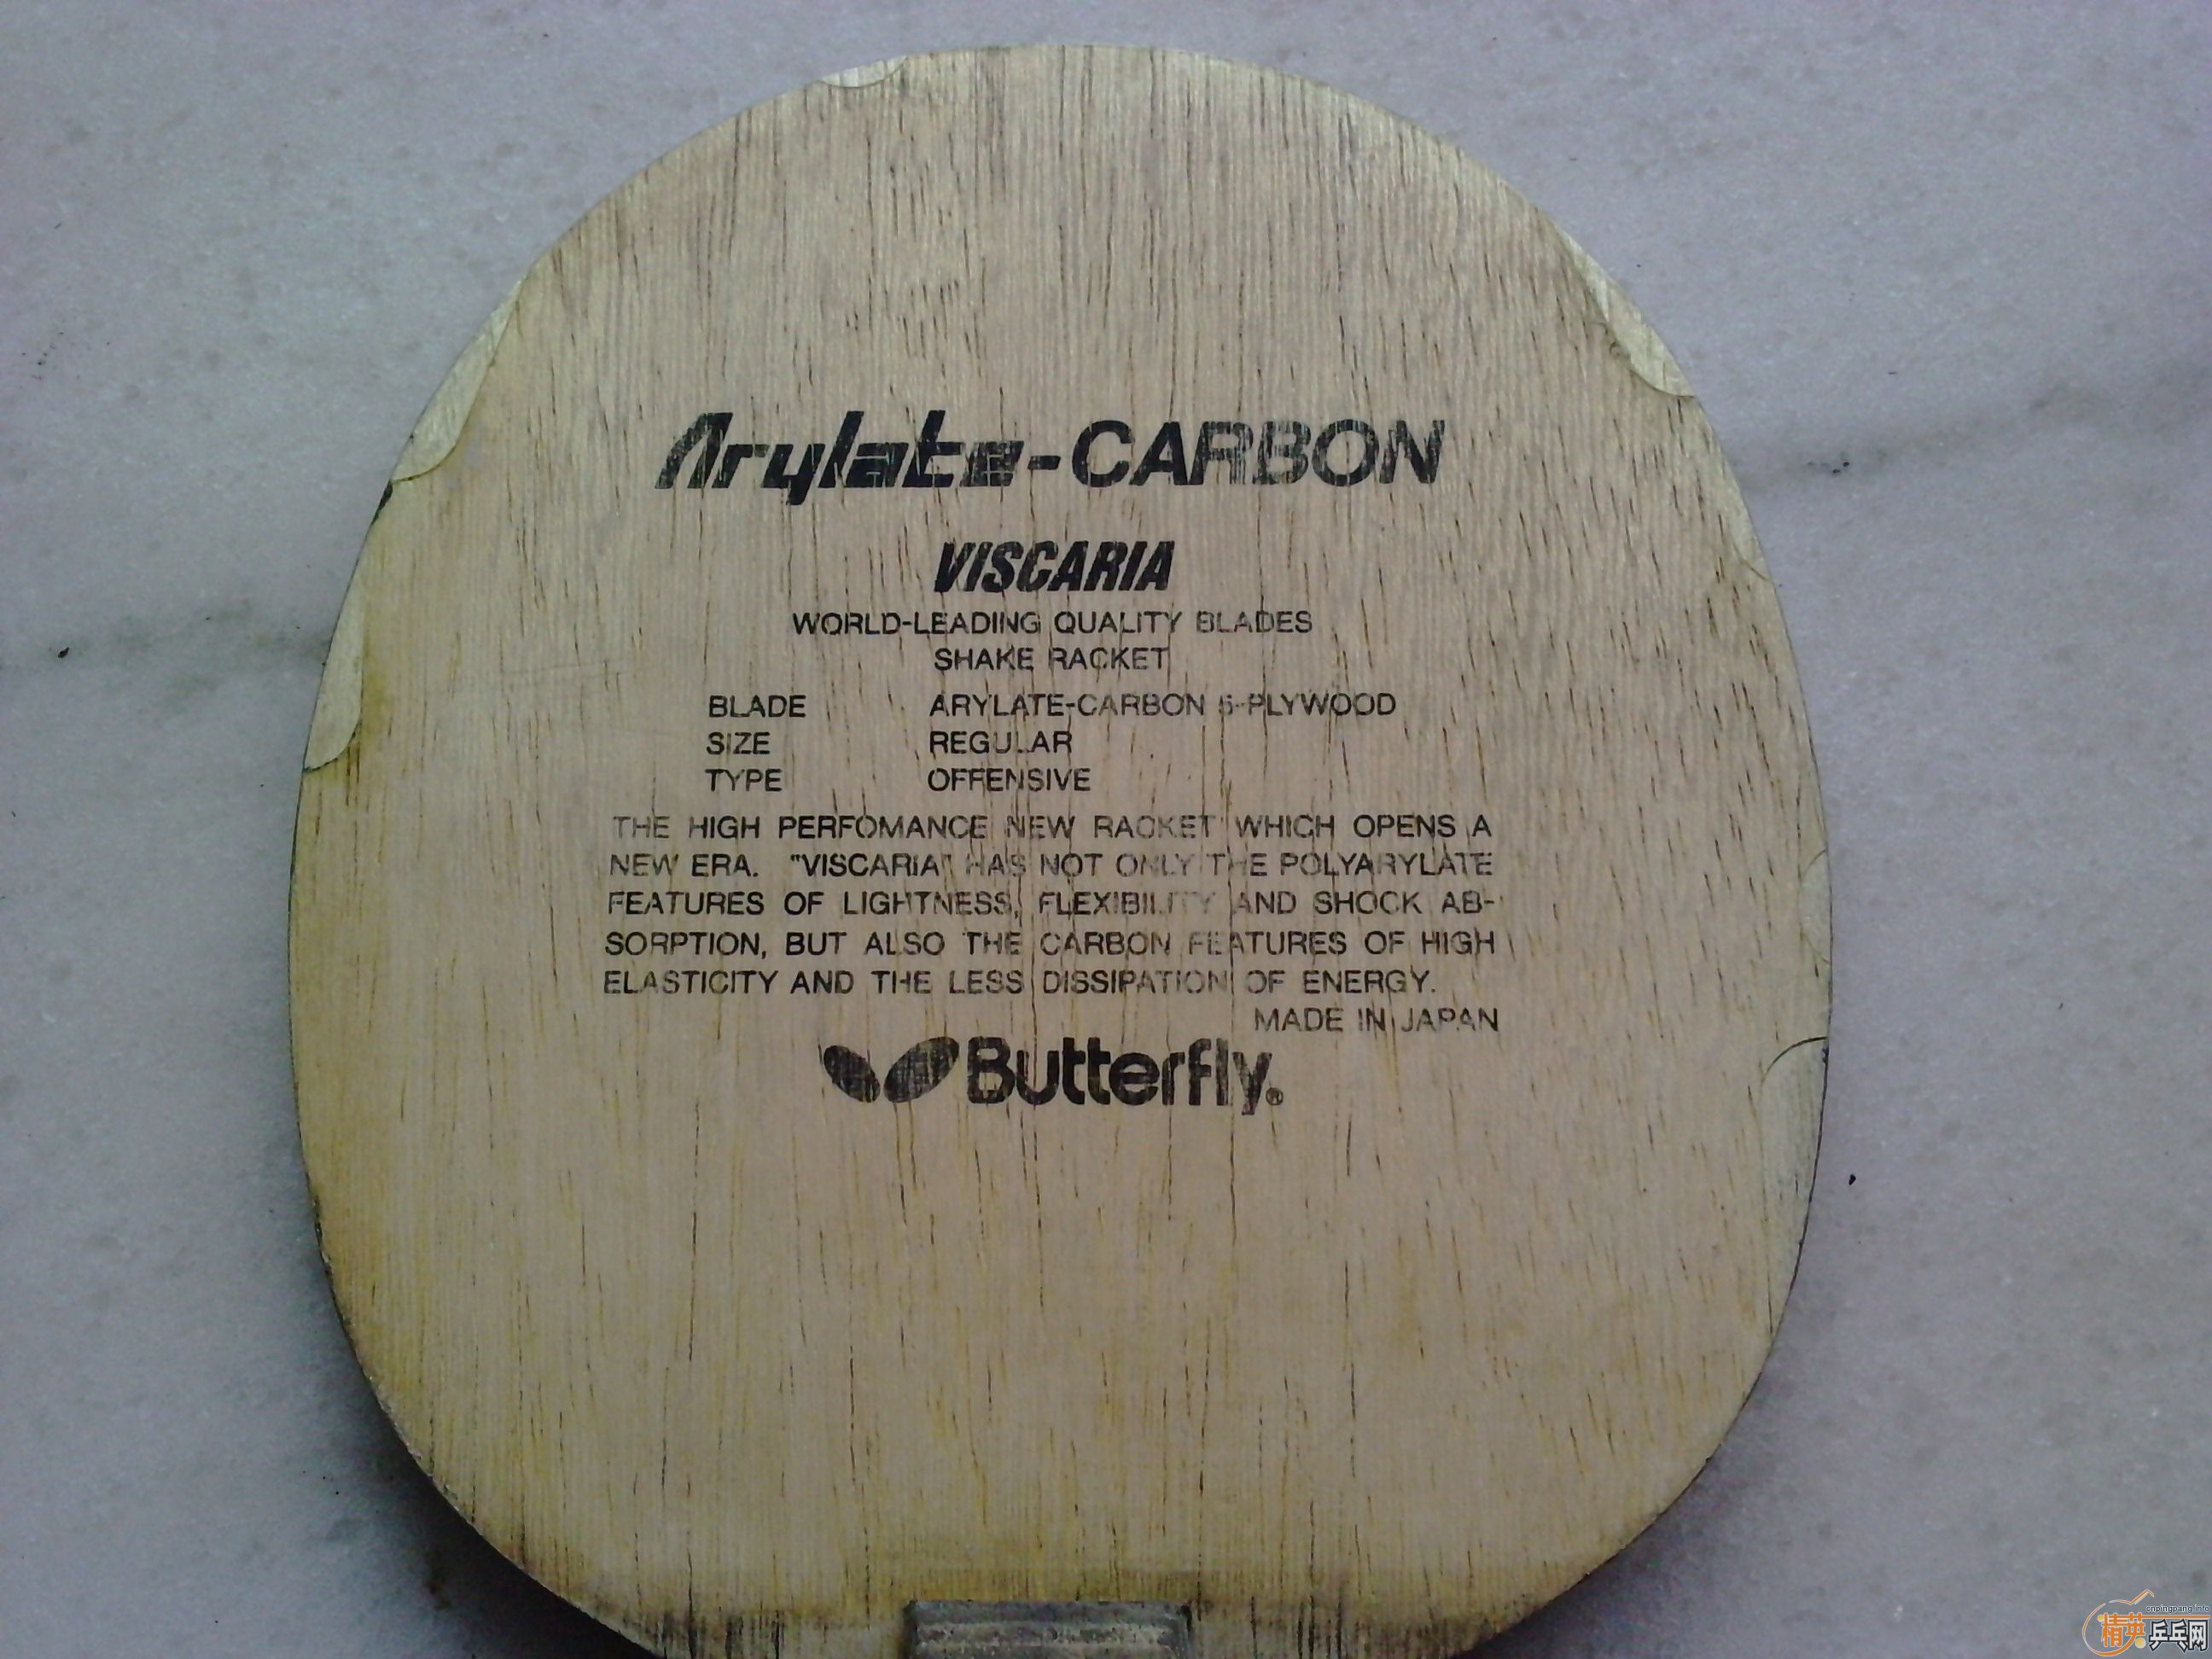 Arylate-CARBON
VISCARIA
WORLD-LEADING QUALITY BLADES
SHAKE RACKET
BLADE ARYLATE-CARBON 5-PLYWOOD
SIZE REGULAR
TYPE OFFENSIVE
THE HIGH PERFOMANCE NEW RACKET WHICH OPENS A
NEW ERA. "VISCARIA" HAS NOT ONLY THE POLYARYLATE
FEATURES OF LIGHTNESS, FLEXIBILITY AND SHOCK AB-
SORPTION, BUT ALSO THE CARBON FEATURES OF HIGH
ELASTICITY AND THE LESS DISSIPATION OF ENERGY.
MADE IN JAPAN
Butterfly®
cnpingpang.info
精英乒乓网